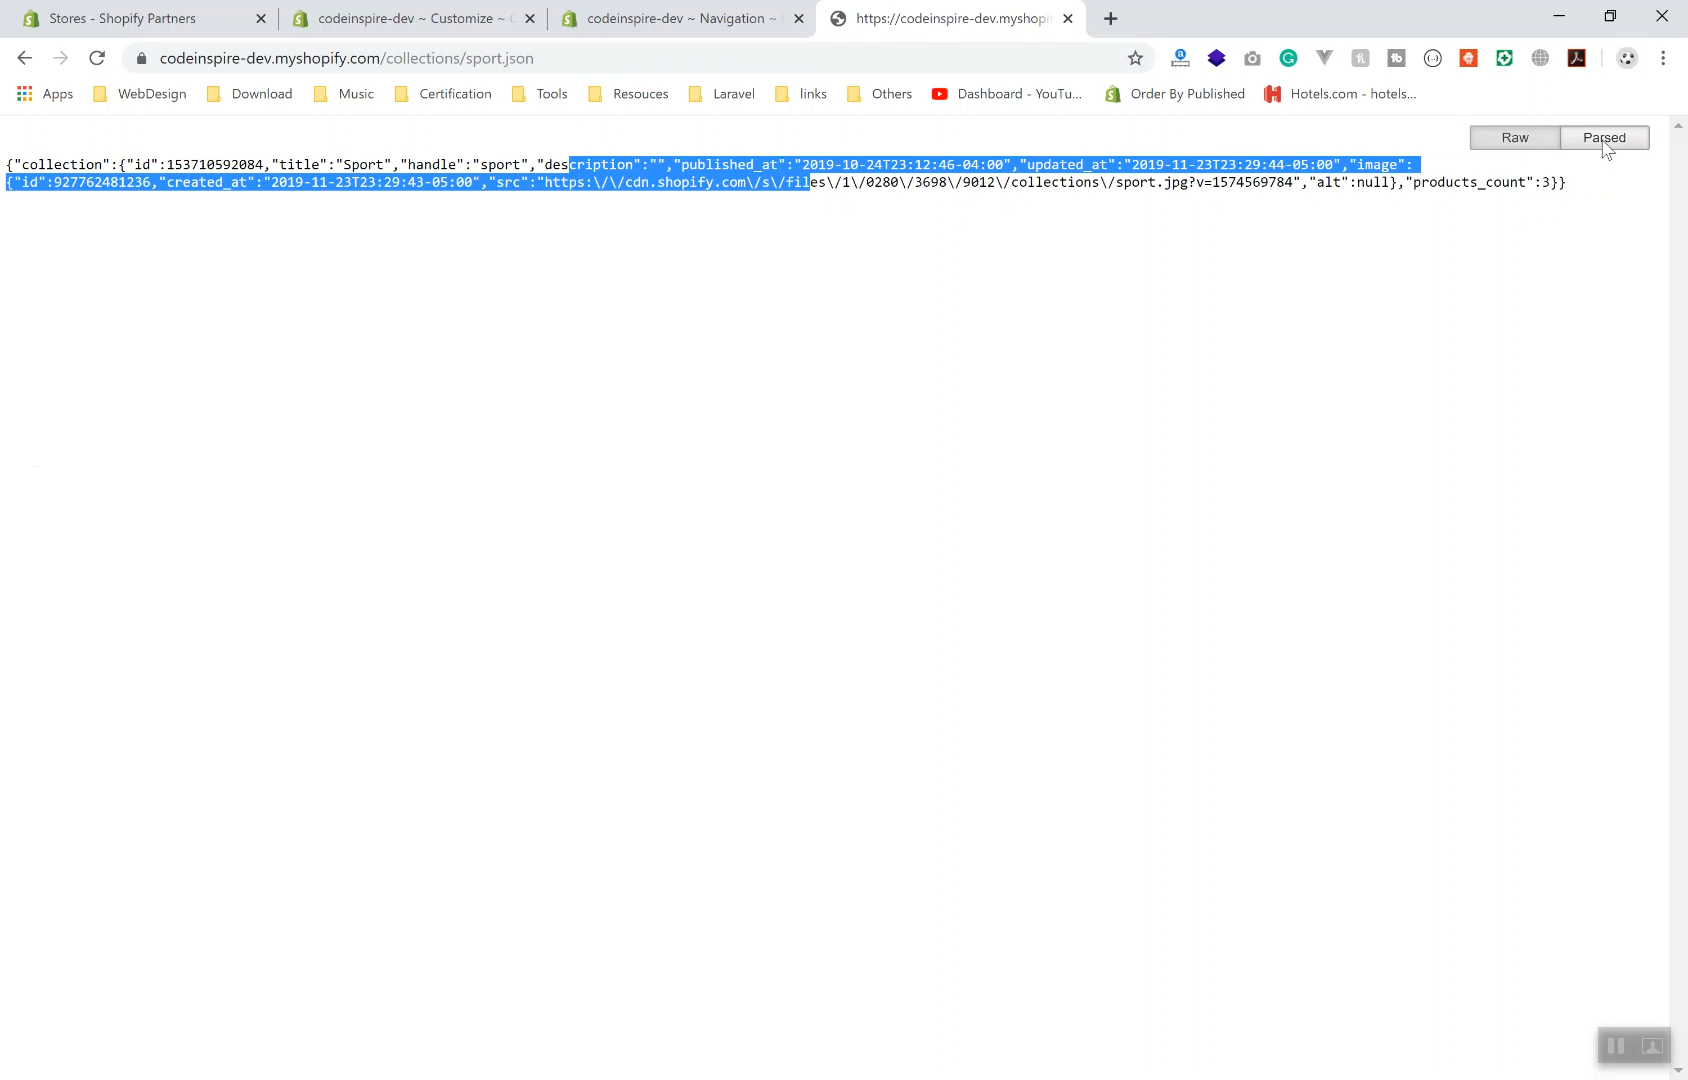 Stores - Shopify Partners
codeinspire-dev ~ Customize ~
codeinspire-dev ~ Navigation ~
https://codeinspire-dev.myshopif
codeinspire-dev.myshopify.com/collections/sport.json
Apps
WebDesign
Download
Music
Certification
Tools
Resouces
Laravel
links
Others
Dashboard - YouTu...
Order By Published
Hotels.com - hotels...
Raw
Parsed
{"collection":{"id":153710592084,"title":"Sport","handle":"sport","description":"","published_at":"2019-10-24T23:12:46-04:00","updated_at":"2019-11-23T23:29:44-05:00","image":
{"id":927762481236,"created_at":"2019-11-23T23:29:43-05:00","src":"https:\/\/cdn.shopify.com\/s\/files\/1\/0280\/3698\/9012\/collections\/sport.jpg?v=1574569784","alt":null},"products_count":3}}